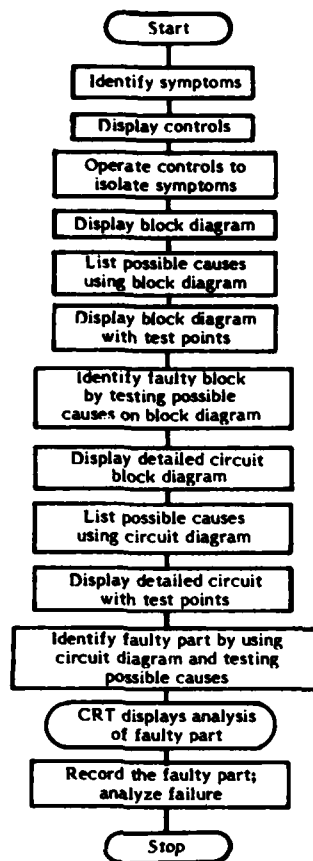 Start
Identify symptoms
Display controls
Operate controls to
isolate symptoms
Display block diagram
List possible causes
using block diagram
Display block diagram
with test points
Identify faulty block
by testing possible
causes on block diagram
Display detailed circuit
block diagram
List possible causes
using circuit diagram
Display detailed circuit
with test points
Identify faulty part by using
circuit diagram and testing
possible causes
CRT displays analysis
of faulty part
Record the faulty part;
analyze failure
Stop